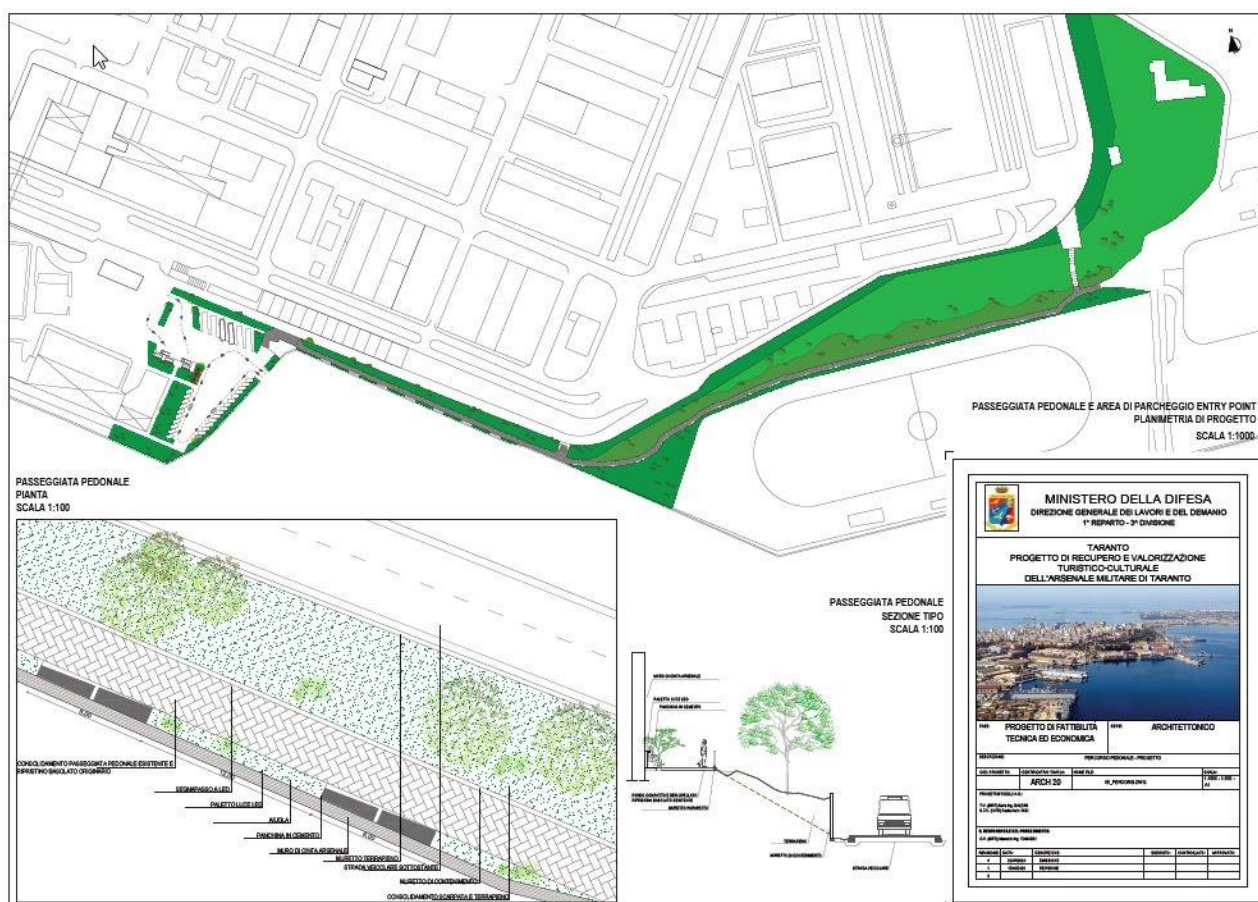 N
PASSEGGIATA PEDONALE E AREA DI PARCHEGGIO ENTRY POINT
PLANIMETRIA DI PROGETTO
SCALA 1:1000
PASSEGGIATA PEDONALE
PIANTA
SCALA 1:100
CONSOLIDAMENTO PASSEGGIATA PEDONALE ESISTENTE E
RIPRISTINO BASOLATO ORIGINARIO
SEGNAPASSO A LED
PALETTO LUCE LED
AIUOLA
PANCHINA IN CEMENTO
MURO DI CINTA ARSENALE
MURETTO TERRAPIENO
STRADA VEICOLARE SOTTOSTANTE
MURETTO DI CONTENIMENTO
CONSOLIDAMENTO SCARPATA E TERRAPIENO
PASSEGGIATA PEDONALE
SEZIONE TIPO
SCALA 1:100
MURO DI CINTA ARSENALE
PALETTO LUCE LED
PANCHINA IN CEMENTO
MURETTO PARAPETTO
TERRAPIENO
MURETTO DI CONTENIMENTO
MINISTERO DELLA DIFESA
DIREZIONE GENERALE DEI LAVORI E DEL DEMANIO
1° REPARTO - 3ª DIVISIONE
TARANTO
PROGETTO DI RECUPERO E VALORIZZAZIONE
TURISTICO-CULTURALE
DELL'ARSENALE MILITARE DI TARANTO
PROGETTO DI FATTIBILITÀ
TECNICA ED ECONOMICA
ARCHITETTONICO
PERCORSO PEDONALE - PROGETTO
ARCH 20